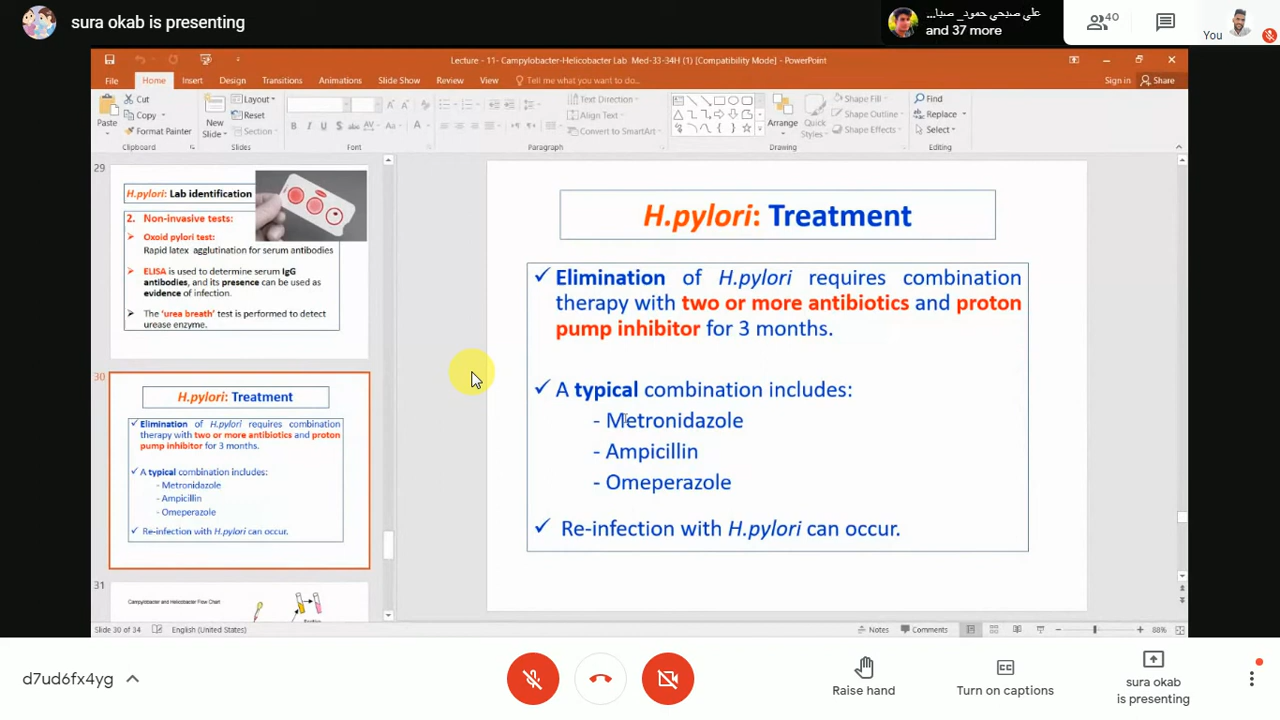 sura okab is presenting
علي صبحي حمود_ صبا...
and 37 more
40
You
Lecture - 11- Campylobacter-Helicobacter Lab Med-33-34H (1) [Compatibility Mode] - PowerPoint
File Home Insert Design Transitions Animations Slide Show Review View Tell me what you want to do... Sign in Share
Paste
Cut
Copy
Format Painter
Clipboard
New Slide
Layout
Reset
Section
Slides
Font
Text Direction
Align Text
Convert to SmartArt
Paragraph
Arrange
Quick Styles
Shape Fill
Shape Outline
Shape Effects
Drawing
Find
Replace
Select
Editing
29
H.pylori: Lab identification
2. Non-invasive tests:
Oxoid pylori test:
Rapid latex agglutination for serum antibodies
ELISA is used to determine serum IgG
antibodies, and its presence can be used as
evidence of infection.
The 'urea breath' test is performed to detect
urease enzyme.
30
H.pylori: Treatment
Elimination of H.pylori requires combination
therapy with two or more antibiotics and proton
pump inhibitor for 3 months.
A typical combination includes:
- Metronidazole
- Ampicillin
- Omeperazole
Re-infection with H.pylori can occur.
31
Campylobacter and Helicobacter Flow Chart
H.pylori: Treatment
Elimination of H.pylori requires combination
therapy with two or more antibiotics and proton
pump inhibitor for 3 months.
A typical combination includes:
- Metronidazole
- Ampicillin
- Omeperazole
Re-infection with H.pylori can occur.
Slide 30 of 34 English (United States) Notes Comments 88%
d7ud6fx4yg
Raise hand
Turn on captions
sura okab
is presenting